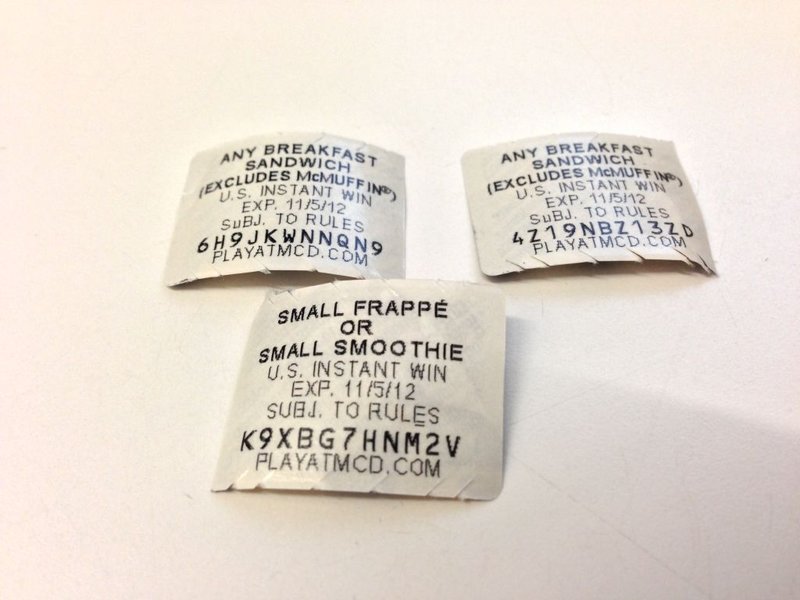 ANY BREAKFAST
SANDWICH
(EXCLUDES McMUFFIN®)
U.S. INSTANT WIN
EXP. 11/5/12
SUBJ. TO RULES
6H9JKWNNQN9
PLAYATMCD.COM
ANY BREAKFAST
SANDWICH
(EXCLUDES McMUFFIN®)
U.S. INSTANT WIN
EXP. 11/5/12
SUBJ. TO RULES
4Z19NBZ13ZD
PLAYATMCD.COM
SMALL FRAPPÉ
OR
SMALL SMOOTHIE
U.S. INSTANT WIN
EXP. 11/5/12
SUBJ. TO RULES
K9XBG7HNM2V
PLAYATMCD.COM